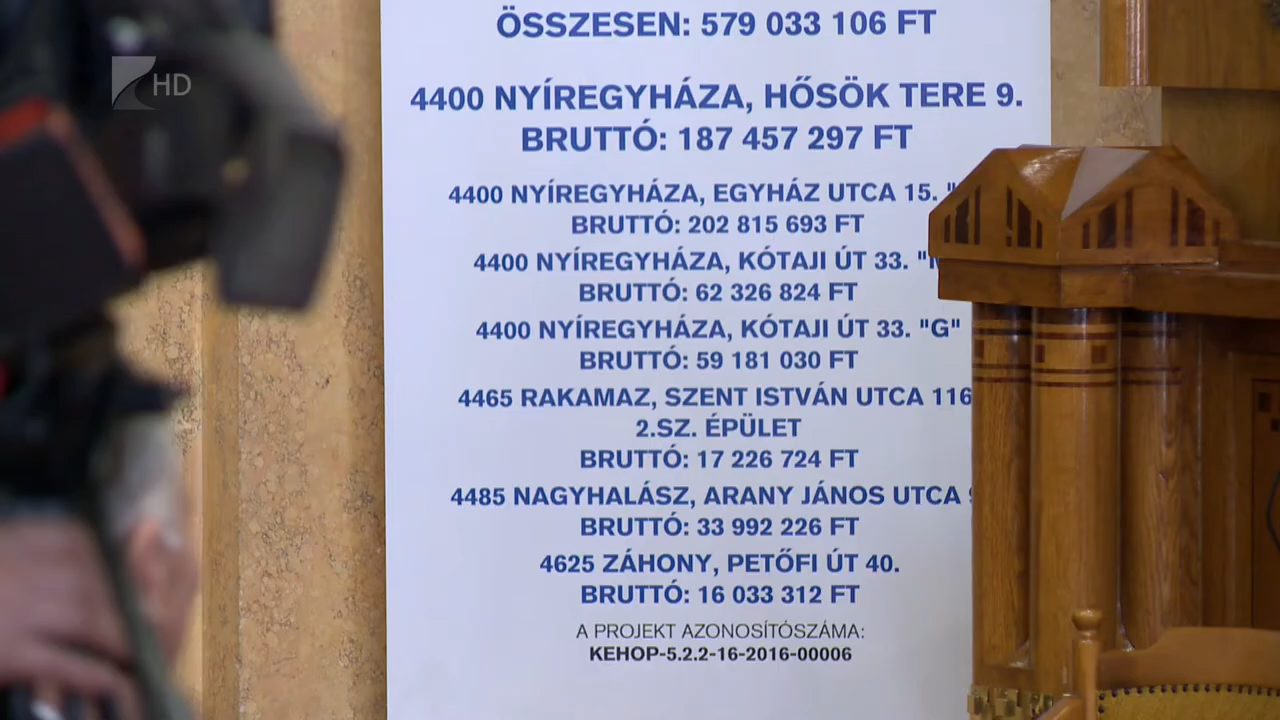 HD
ÖSSZESEN: 579 033 106 FT
4400 NYÍREGYHÁZA, HŐSÖK TERE 9.
BRUTTÓ: 187 457 297 FT
4400 NYÍREGYHÁZA, EGYHÁZ UTCA 15.
BRUTTÓ: 202 815 693 FT
4400 NYÍREGYHÁZA, KÓTAJI ÚT 33.
BRUTTÓ: 62 326 824 FT
4400 NYÍREGYHÁZA, KÓTAJI ÚT 33. "G"
BRUTTÓ: 59 181 030 FT
4465 RAKAMAZ, SZENT ISTVÁN UTCA 116
2.SZ. ÉPÜLET
BRUTTÓ: 17 226 724 FT
4485 NAGYHALÁSZ, ARANY JÁNOS UTCA
BRUTTÓ: 33 992 226 FT
4625 ZÁHONY, PETŐFI ÚT 40.
BRUTTÓ: 16 033 312 FT
A PROJEKT AZONOSÍTÓSZÁMA:
KEHOP-5.2.2-16-2016-00006